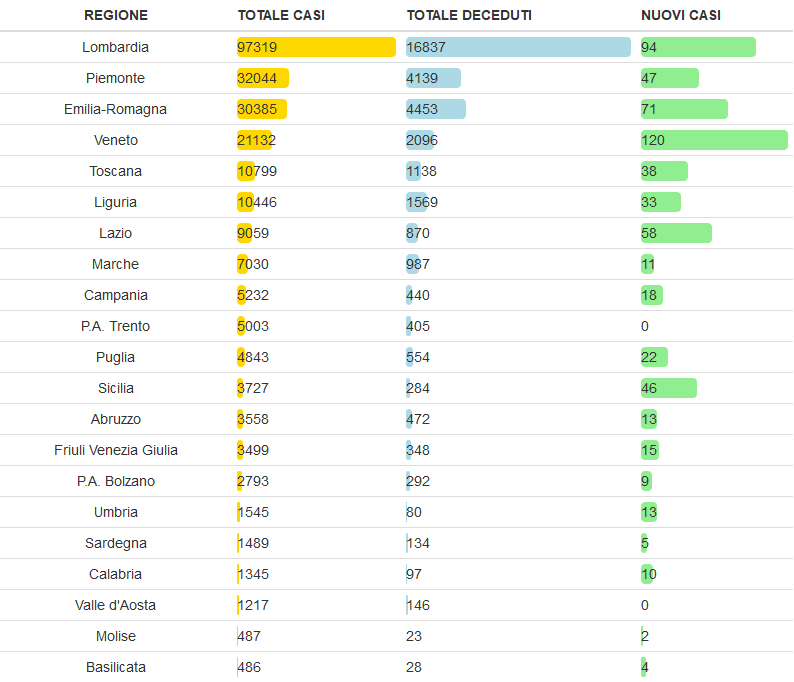 REGIONE TOTALE CASI TOTALE DECEDUTI NUOVI CASI
Lombardia 97319 16837 94
Piemonte 32044 4139 47
Emilia-Romagna 30385 4453 71
Veneto 21132 2096 120
Toscana 10799 1138 38
Liguria 10446 1569 33
Lazio 9059 870 58
Marche 7030 987 11
Campania 5232 440 18
P.A. Trento 5003 405 0
Puglia 4843 554 22
Sicilia 3727 284 46
Abruzzo 3558 472 13
Friuli Venezia Giulia 3499 348 15
P.A. Bolzano 2793 292 9
Umbria 1545 80 13
Sardegna 1489 134 5
Calabria 1345 97 10
Valle d'Aosta 1217 146 0
Molise 487 23 2
Basilicata 486 28 4